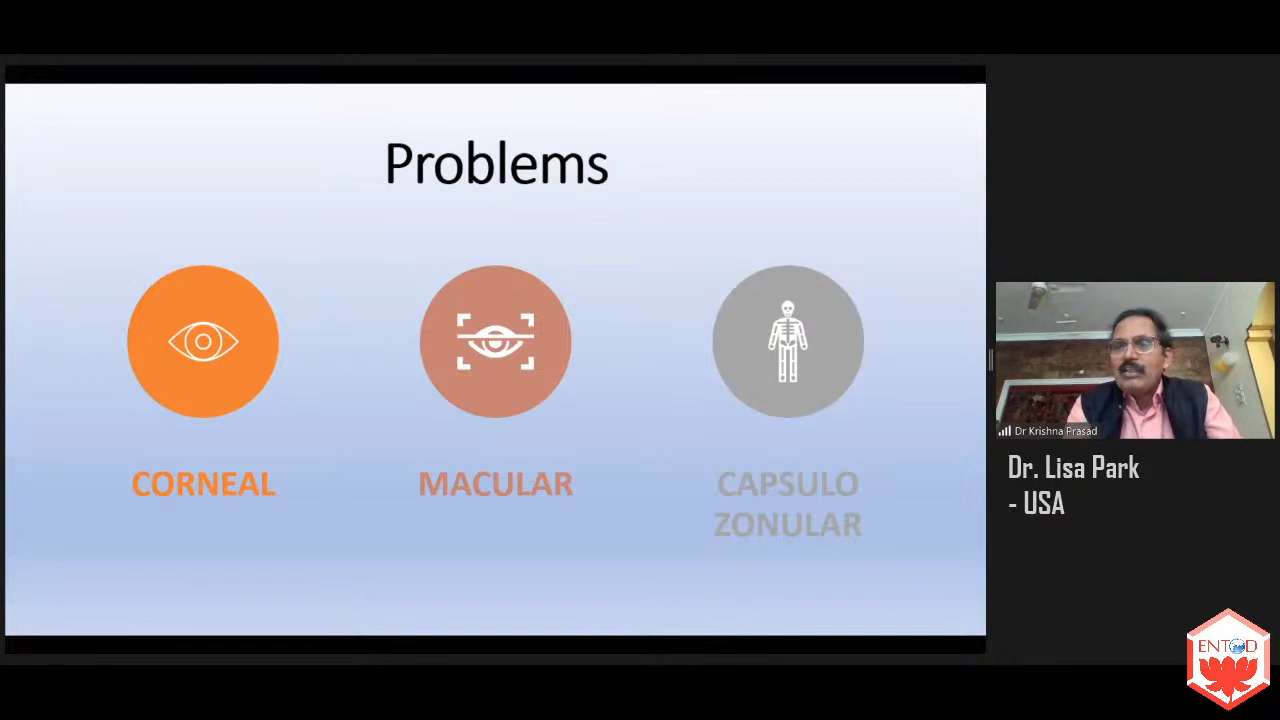 Problems
CORNEAL
MACULAR
CAPSULO
ZONULAR
Dr Krishna Prasad
Dr. Lisa Park
- USA
ENTOD